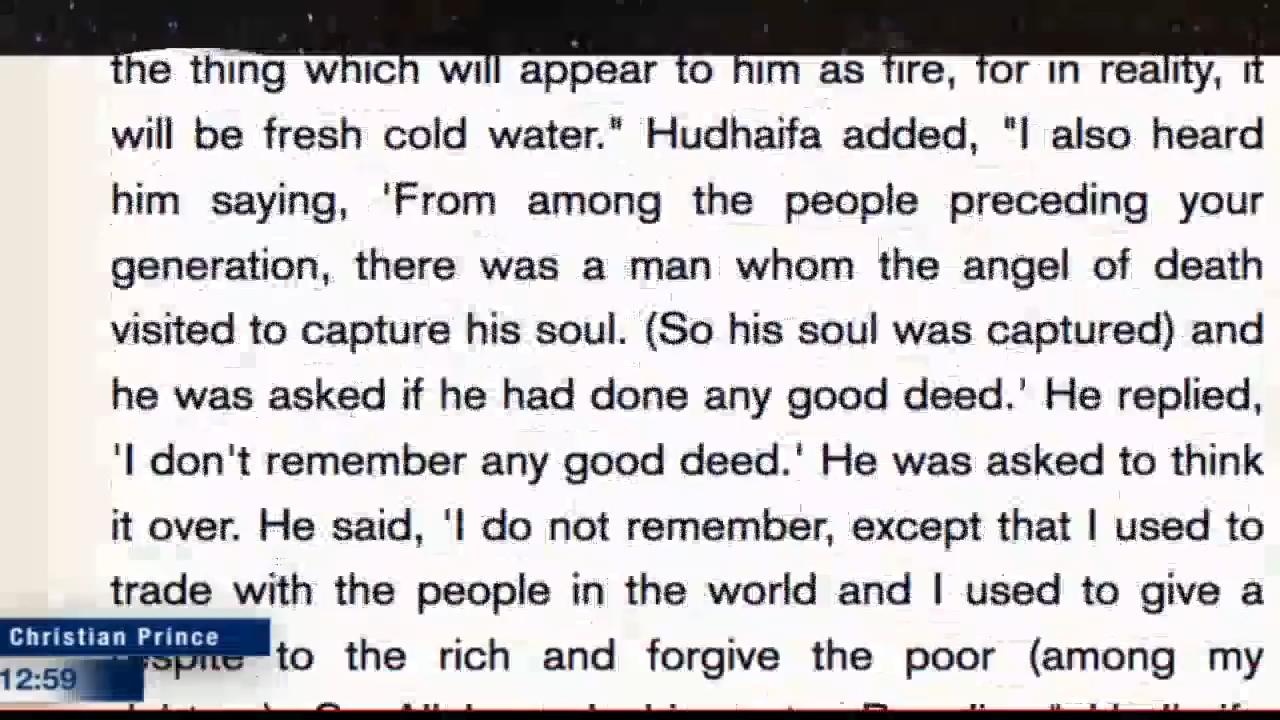 the thing which will appear to him as fire, for in reality, it
will be fresh cold water." Hudhaifa added, "I also heard
him saying, 'From among the people preceding your
generation, there was a man whom the angel of death
visited to capture his soul. (So his soul was captured) and
he was asked if he had done any good deed.' He replied,
'I don't remember any good deed.' He was asked to think
it over. He said, 'I do not remember, except that I used to
trade with the people in the world and I used to give a
Christian Prince
respite to the rich and forgive the poor (among my
12:59